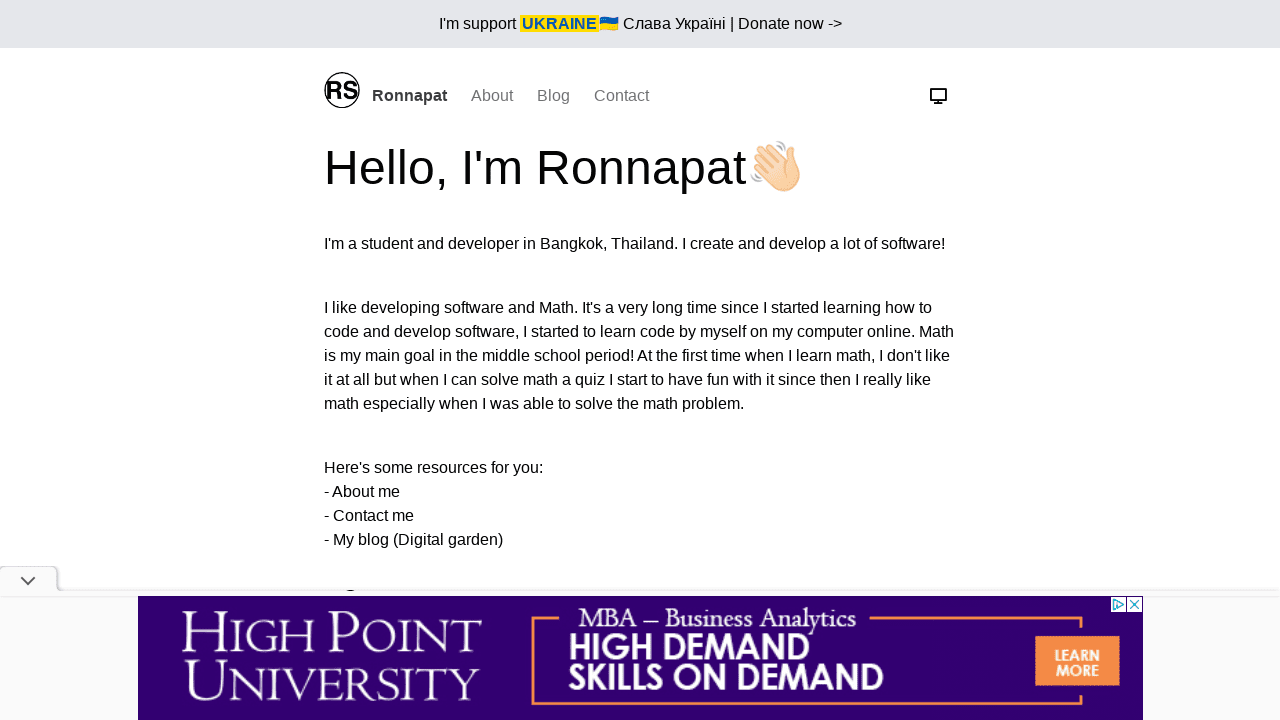 I'm support UKRAINE🇺🇦 Слава Україні | Donate now ->
RS Ronnapat About Blog Contact
Hello, I'm Ronnapat👋🏻
I'm a student and developer in Bangkok, Thailand. I create and develop a lot of software!
I like developing software and Math. It's a very long time since I started learning how to
code and develop software, I started to learn code by myself on my computer online. Math
is my main goal in the middle school period! At the first time when I learn math, I don't like
it at all but when I can solve math a quiz I start to have fun with it since then I really like
math especially when I was able to solve the math problem.
Here's some resources for you:
- About me
- Contact me
- My blog (Digital garden)
HIGH POINT
UNIVERSITY
MBA – Business Analytics
HIGH DEMAND
SKILLS ON DEMAND
LEARN
MORE